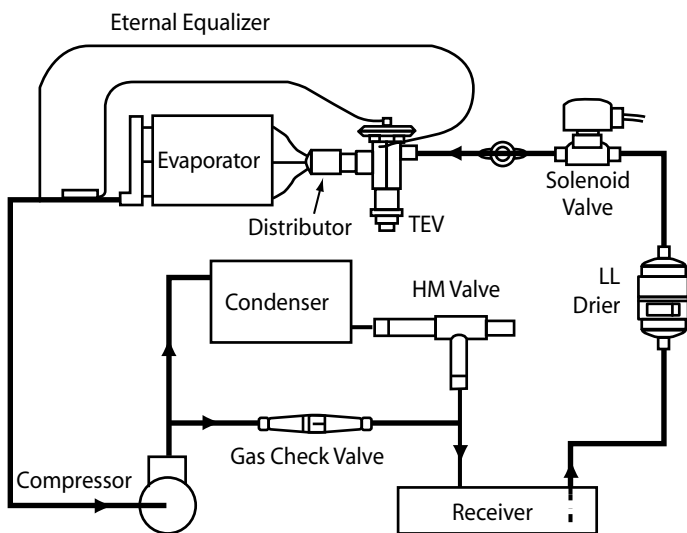 Eternal Equalizer
Evaporator
Distributor
TEV
Solenoid
Valve
LL
Drier
Condenser
HM Valve
Gas Check Valve
Compressor
Receiver